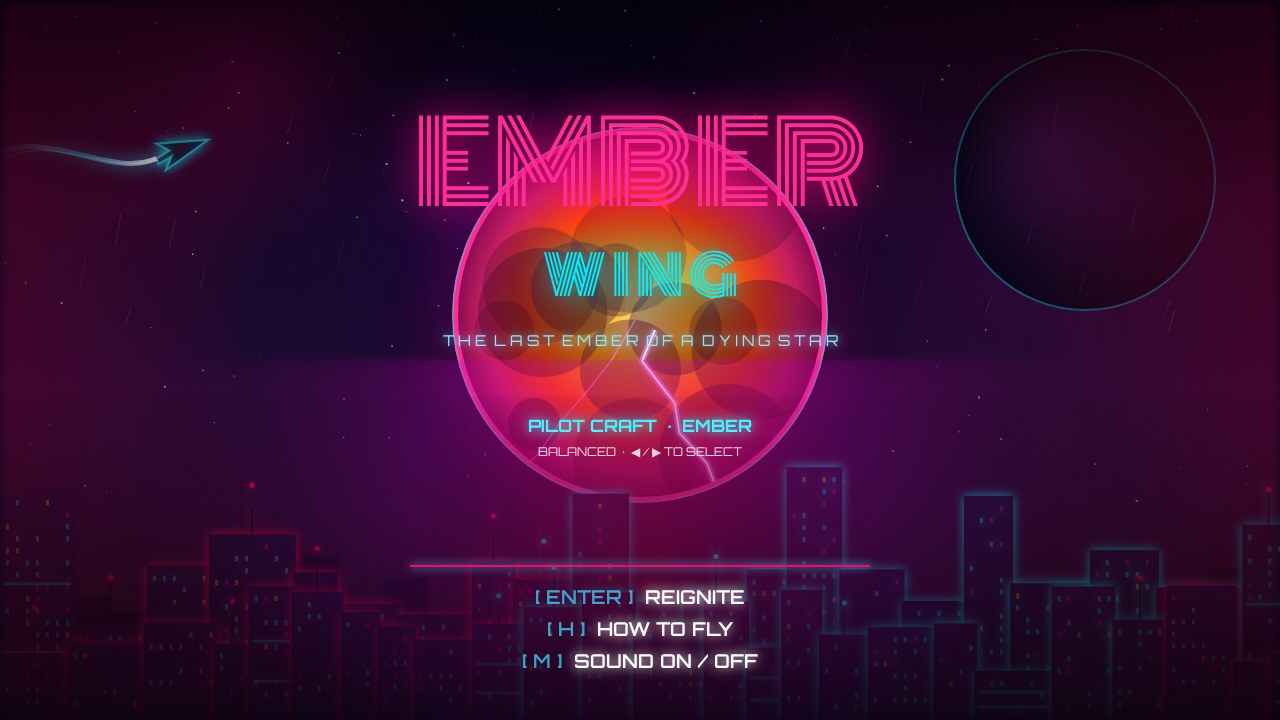 EMBER
WING
THE LAST EMBER OF A DYING STAR
PILOT CRAFT · EMBER
BALANCED · ◀ / ▶ TO SELECT
[ ENTER ] REIGNITE
[ H ] HOW TO FLY
[ M ] SOUND ON / OFF